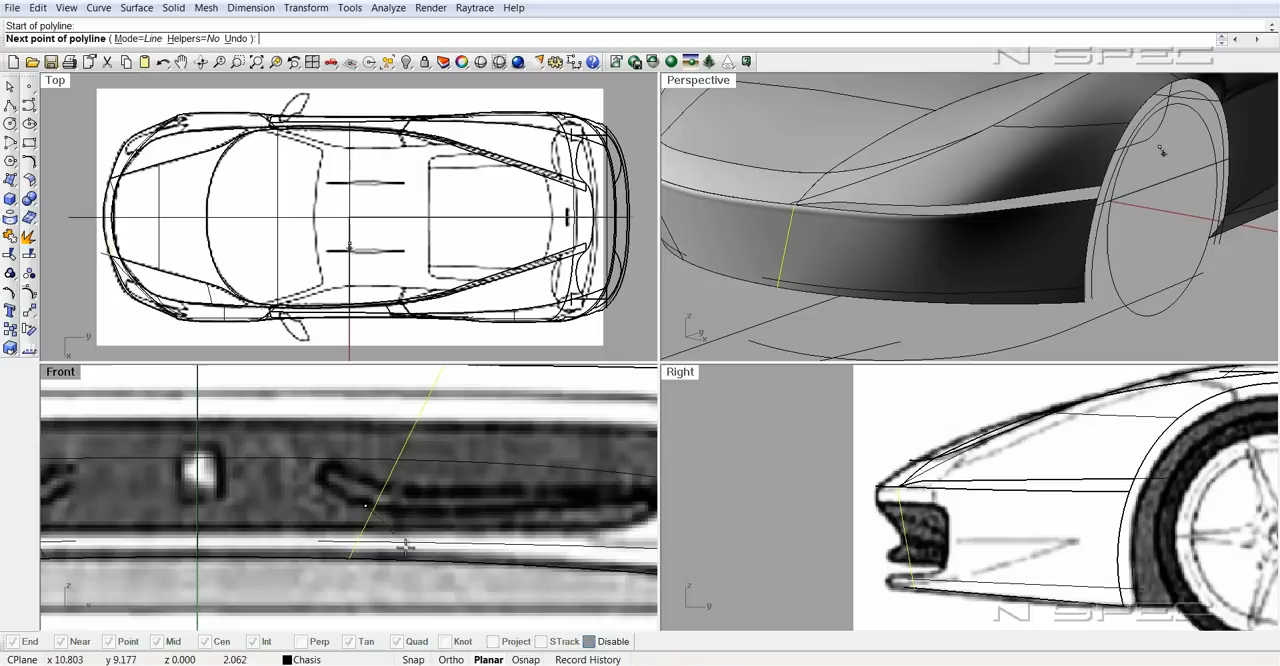 File Edit View Curve Surface Solid Mesh Dimension Transform Tools Analyze Render Raytrace Help
Start of polyline:
Next point of polyline ( Mode=Line Helpers=No Undo ):
N SPEC
Top
Perspective
y
x
z
y
x
Front
Right
z
x
z
y
N SPEC
End Near Point Mid Cen Int Perp Tan Quad Knot Project STrack Disable
CPlane x 10.803 y 9.177 z 0.000 2.062 Chasis Snap Ortho Planar Osnap Record History